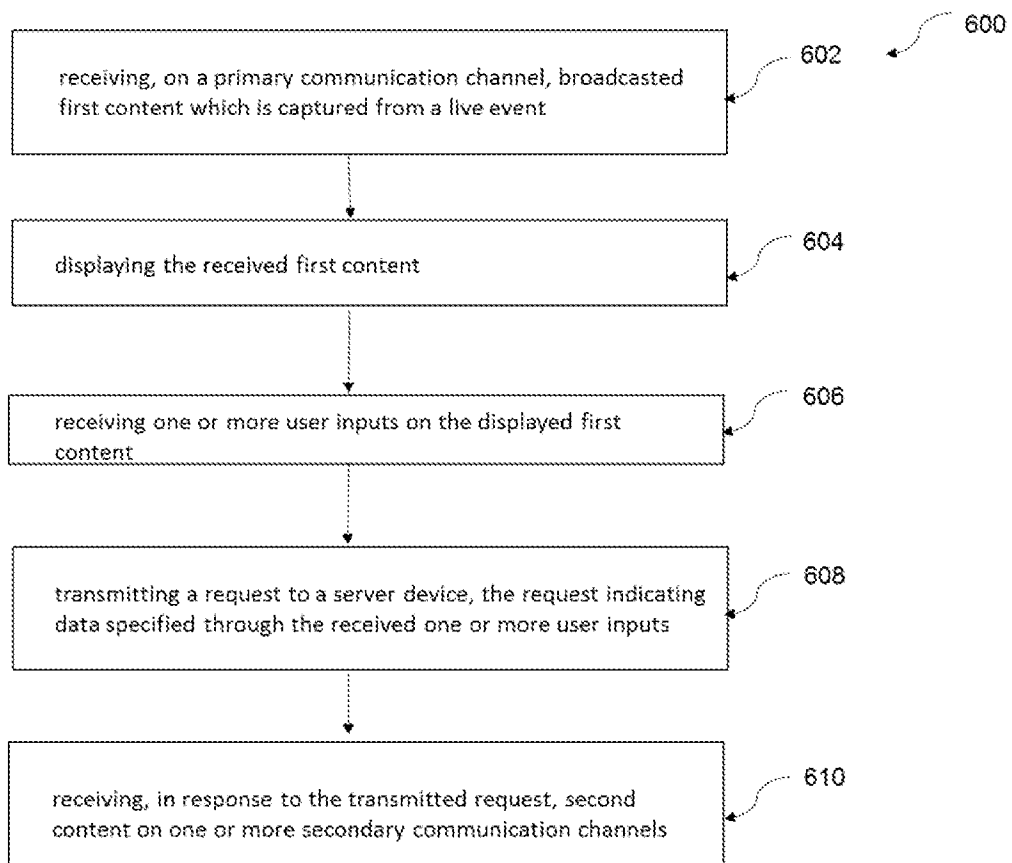 600
receiving, on a primary communication channel, broadcasted
first content which is captured from a live event
602
displaying the received first content
604
receiving one or more user inputs on the displayed first
content
606
transmitting a request to a server device, the request indicating
data specified through the received one or more user inputs
608
receiving, in response to the transmitted request, second
content on one or more secondary communication channels
610